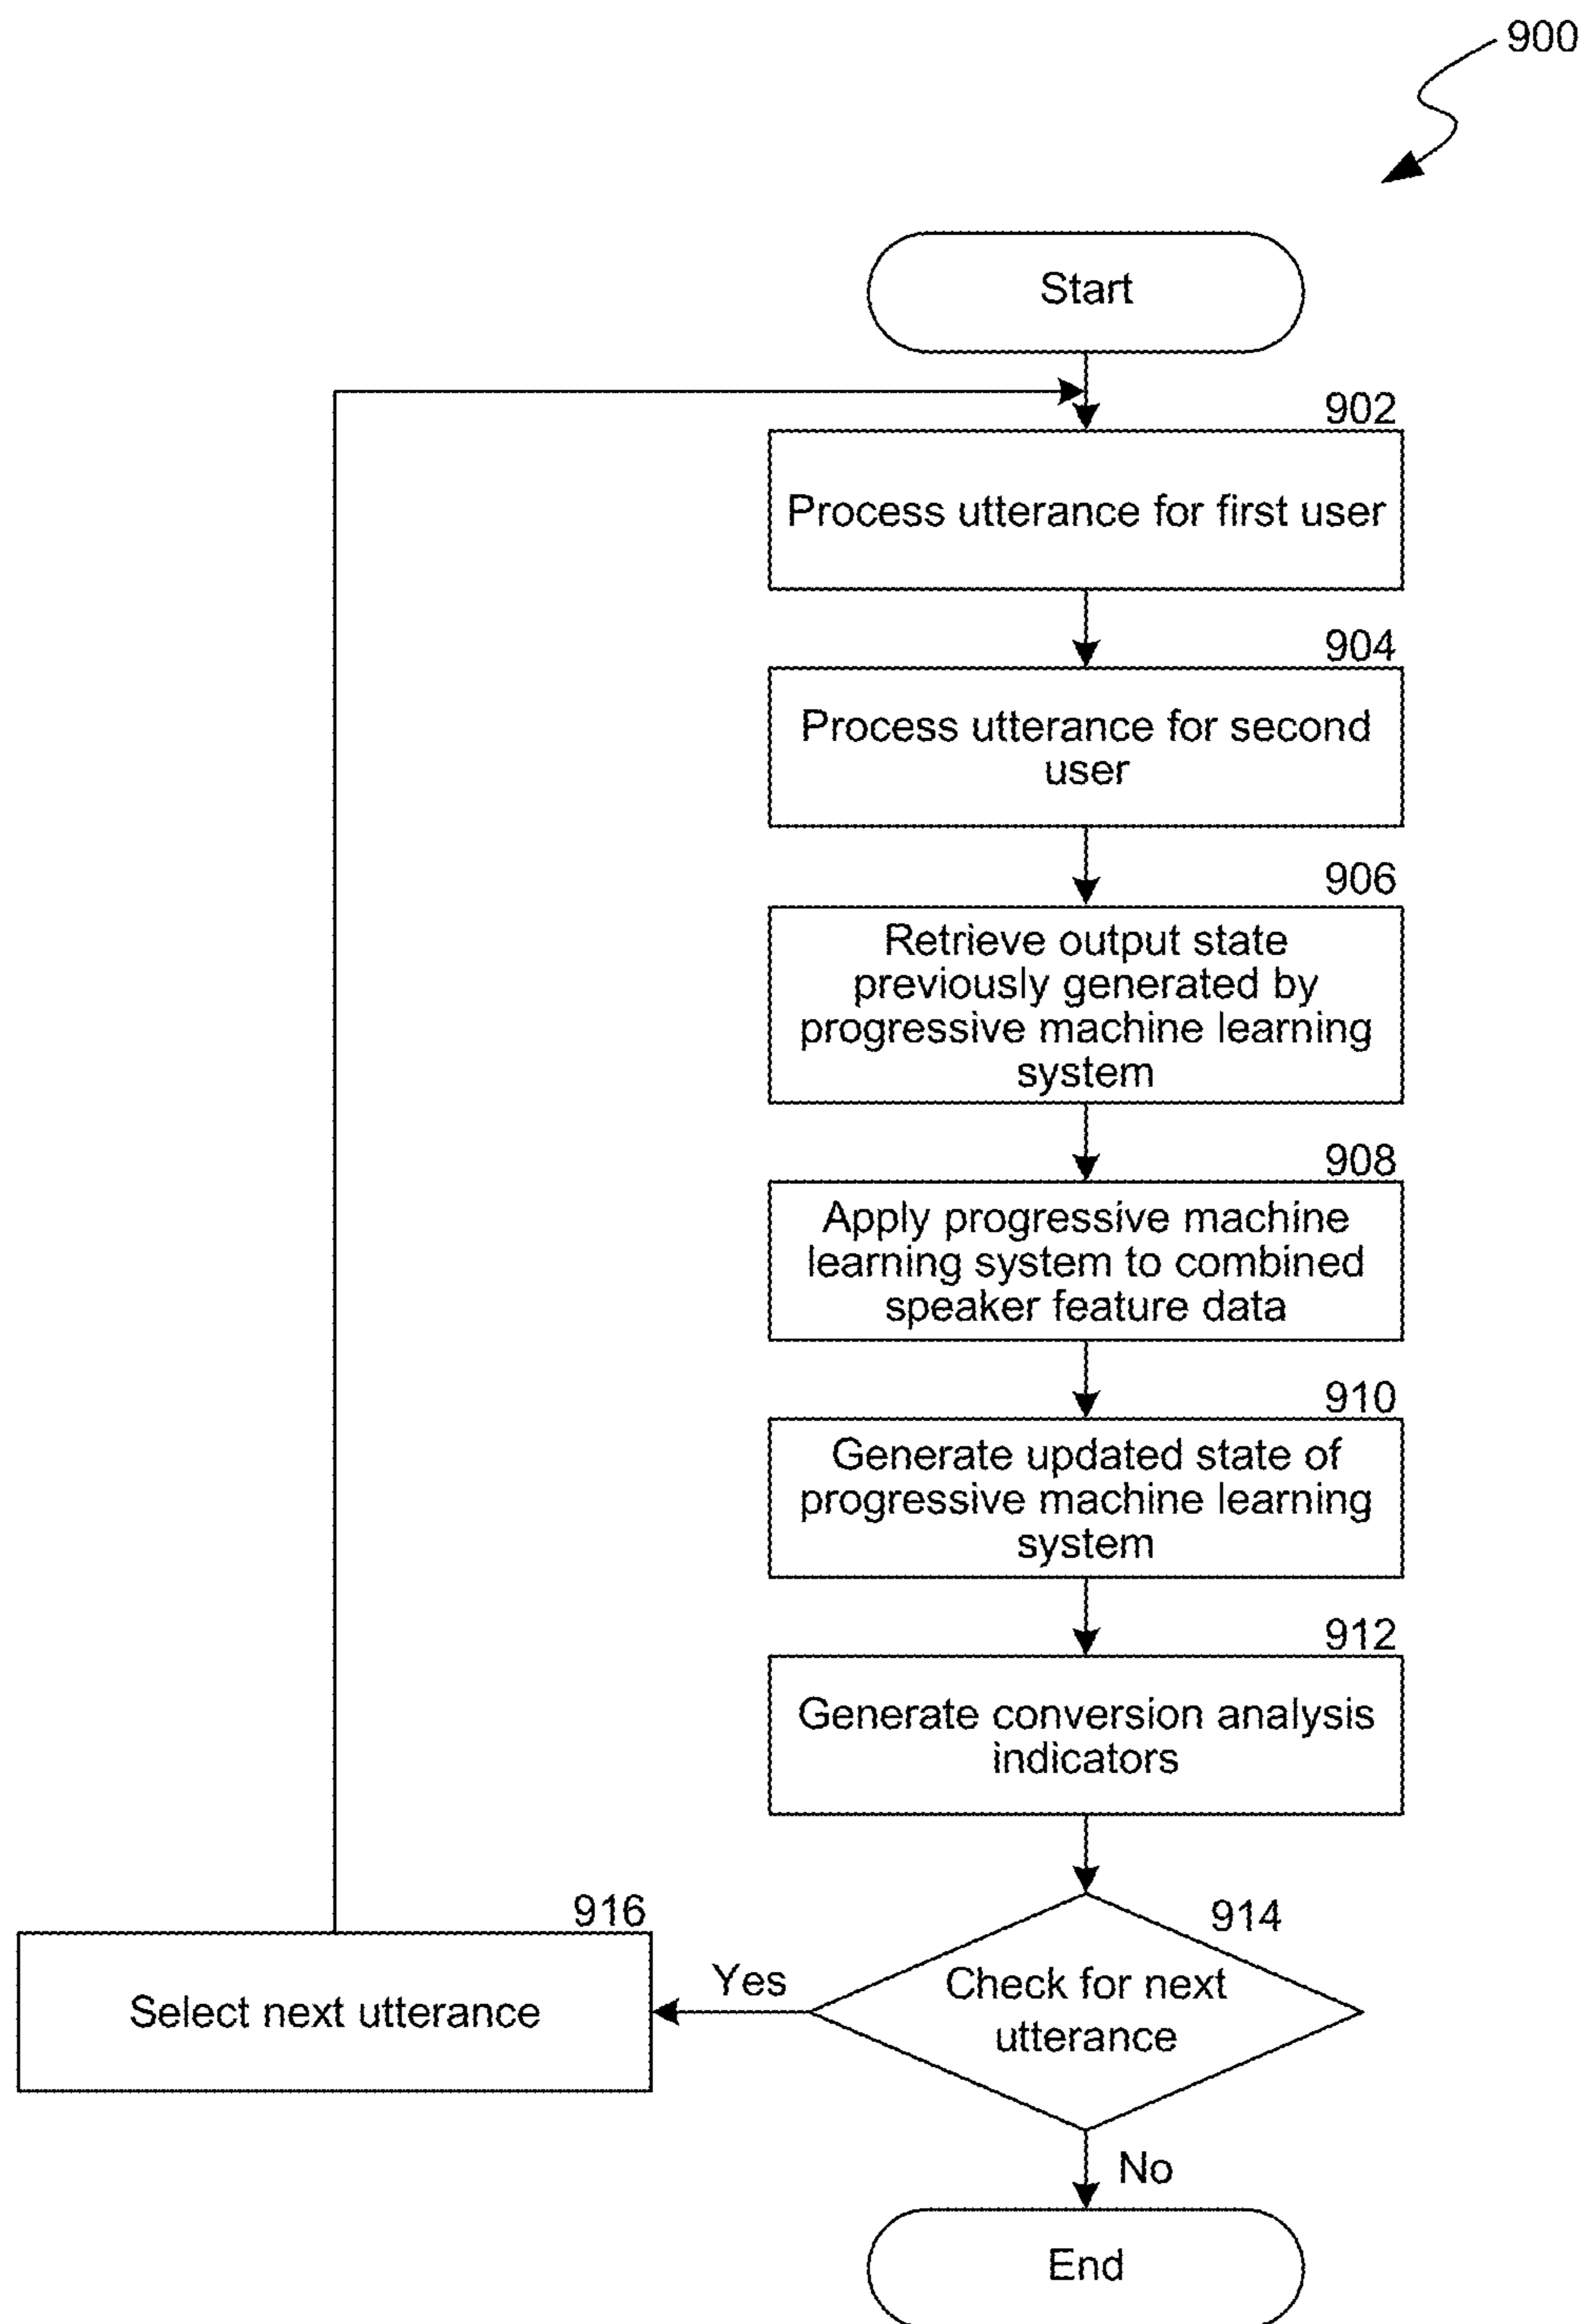 900
Start
902
Process utterance for first user
904
Process utterance for second
user
906
Retrieve output state
previously generated by
progressive machine learning
system
908
Apply progressive machine
learning system to combined
speaker feature data
910
Generate updated state of
progressive machine learning
system
912
Generate conversion analysis
indicators
914
Check for next
utterance
Yes
916
Select next utterance
No
End